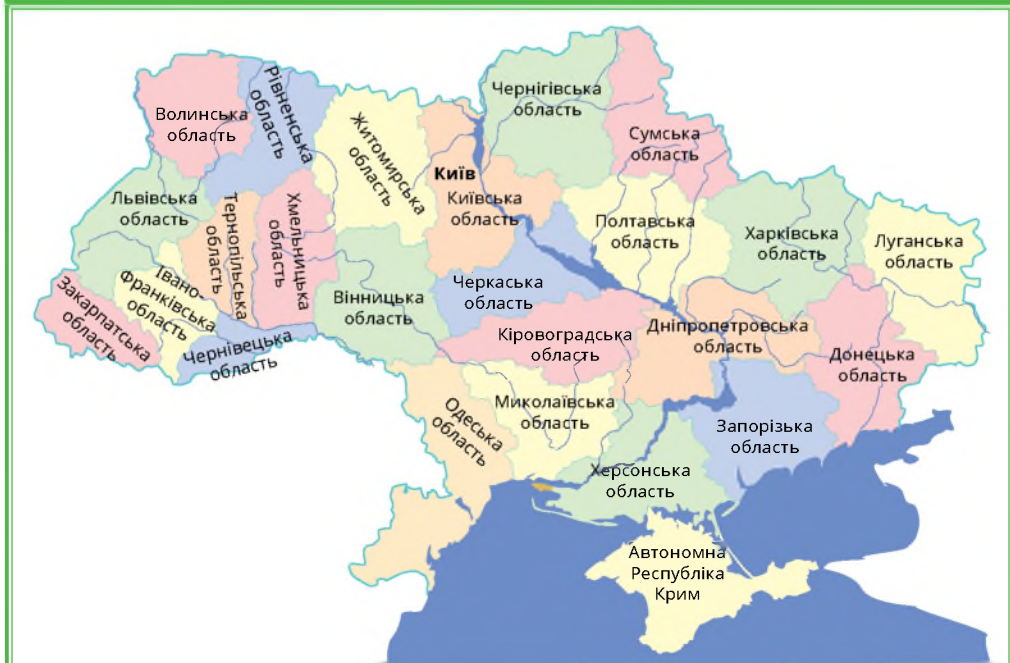 Волинська
область
Рівненська
область
Житомирська
область
Чернігівська
область
Сумська
область
Київ
Київська
область
Львівська
область
Тернопільська
область
Хмельницька
область
Полтавська
область
Харківська
область
Луганська
область
Закарпатська
область
Івано-
Франківська
область
Чернівецька
область
Вінницька
область
Черкаська
область
Кіровоградська
область
Дніпропетровська
область
Донецька
область
Одеська
область
Миколаївська
область
Запорізька
область
Херсонська
область
Автономна
Республіка
Крим